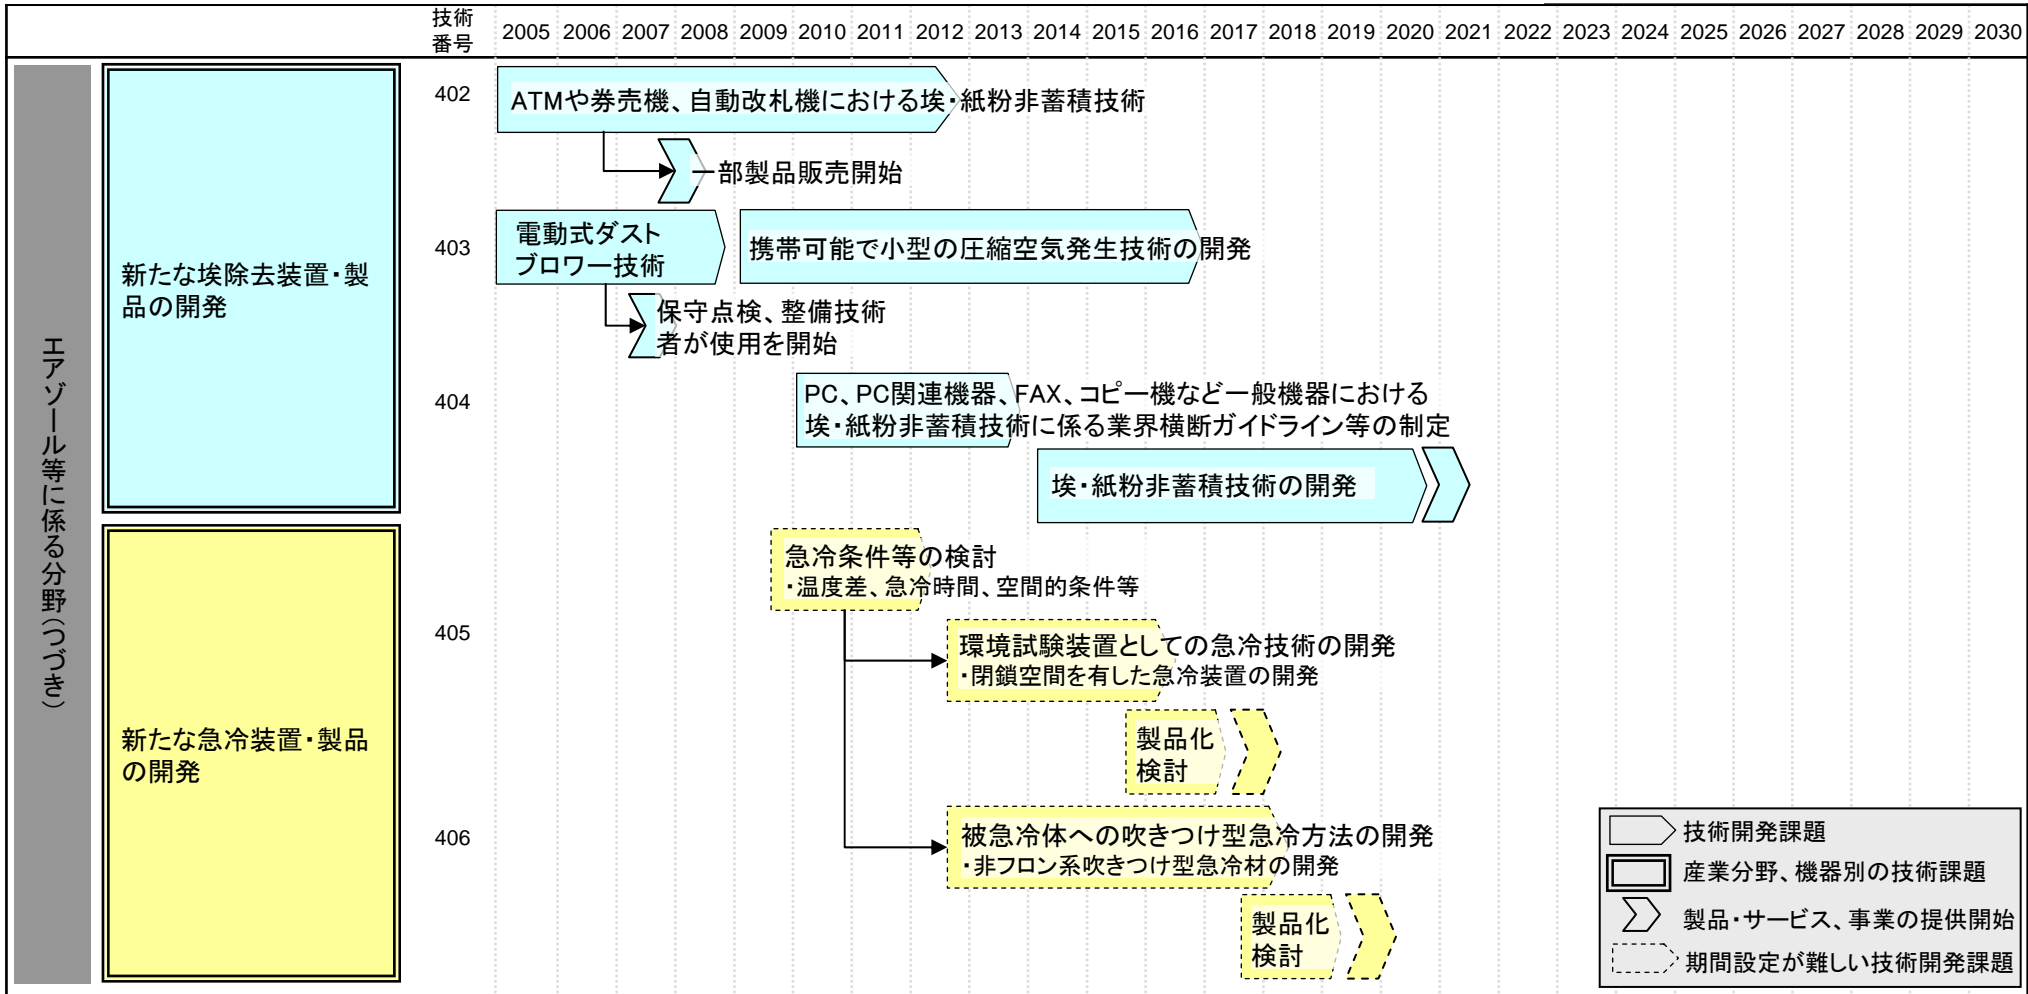 技術
番号
2005 2006 2007 2008 2009 2010 2011 2012 2013 2014 2015 2016 2017 2018 2019 2020 2021 2022 2023 2024 2025 2026 2027 2028 2029 2030
エアゾール等に係る分野(つづき)
新たな埃除去装置・製
品の開発
402
ATMや券売機、自動改札機における埃・紙粉非蓄積技術
一部製品販売開始
403
電動式ダスト
ブロワー技術
携帯可能で小型の圧縮空気発生技術の開発
保守点検、整備技術
者が使用を開始
404
PC、PC関連機器、FAX、コピー機など一般機器における
埃・紙粉非蓄積技術に係る業界横断ガイドライン等の制定
埃・紙粉非蓄積技術の開発
新たな急冷装置・製品
の開発
急冷条件等の検討
・温度差、急冷時間、空間的条件等
405
環境試験装置としての急冷技術の開発
・閉鎖空間を有した急冷装置の開発
製品化
検討
406
被急冷体への吹きつけ型急冷方法の開発
・非フロン系吹きつけ型急冷材の開発
製品化
検討
技術開発課題
産業分野、機器別の技術課題
製品・サービス、事業の提供開始
期間設定が難しい技術開発課題